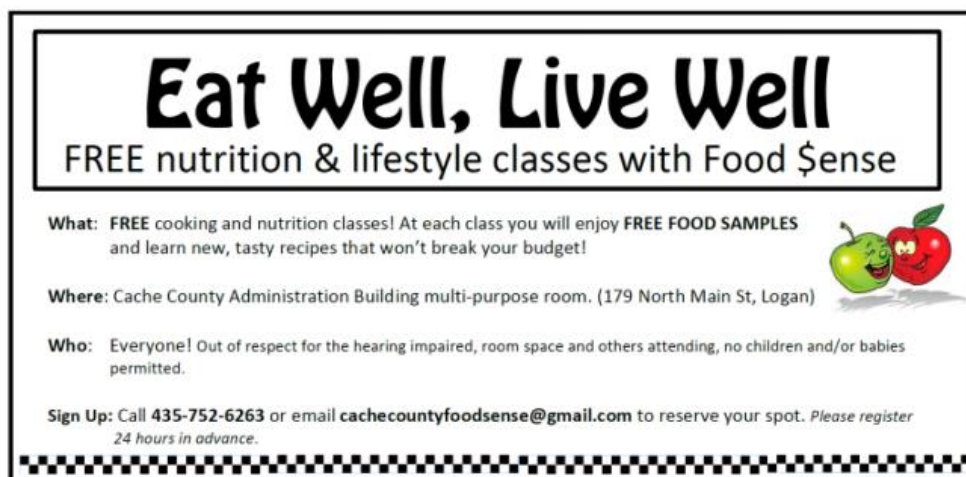 Eat Well, Live Well
FREE nutrition & lifestyle classes with Food $ense
What: FREE cooking and nutrition classes! At each class you will enjoy FREE FOOD SAMPLES
and learn new, tasty recipes that won't break your budget!
Where: Cache County Administration Building multi-purpose room. (179 North Main St, Logan)
Who: Everyone! Out of respect for the hearing impaired, room space and others attending, no children and/or babies
permitted.
Sign Up: Call 435-752-6263 or email cachecountyfoodsense@gmail.com to reserve your spot. Please register
24 hours in advance.